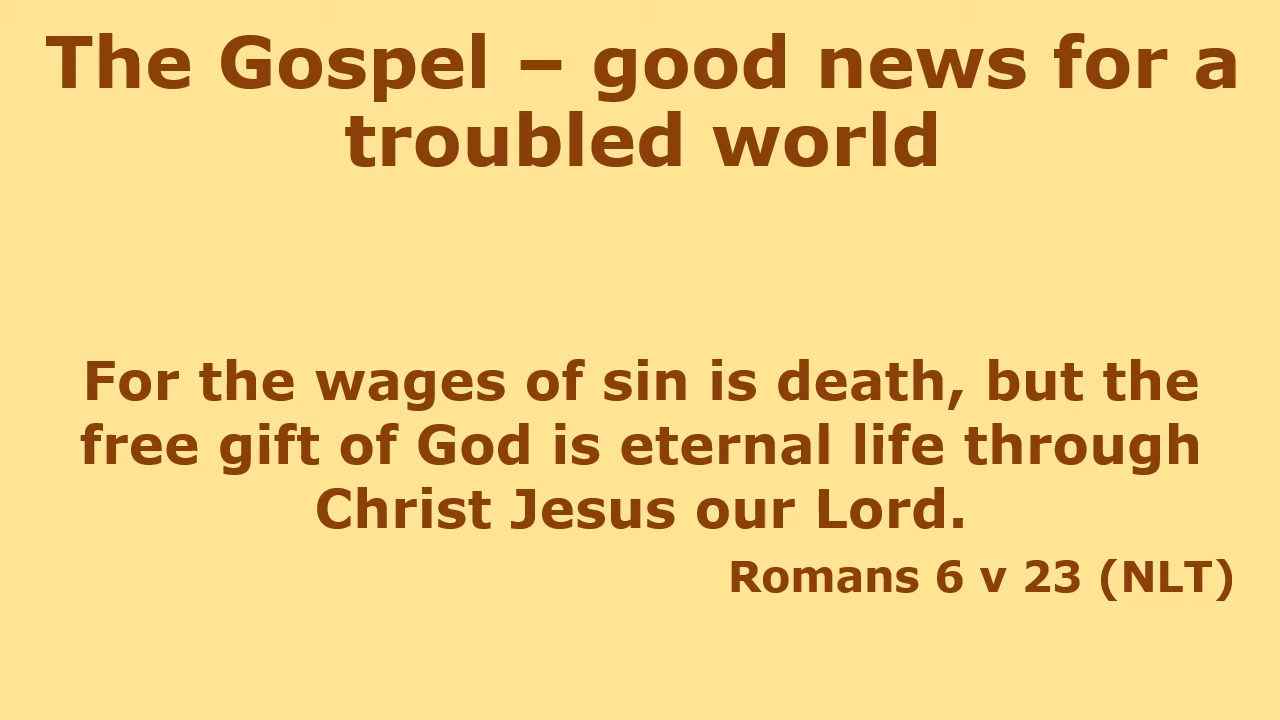 The Gospel – good news for a
troubled world
For the wages of sin is death, but the
free gift of God is eternal life through
Christ Jesus our Lord.
Romans 6 v 23 (NLT)